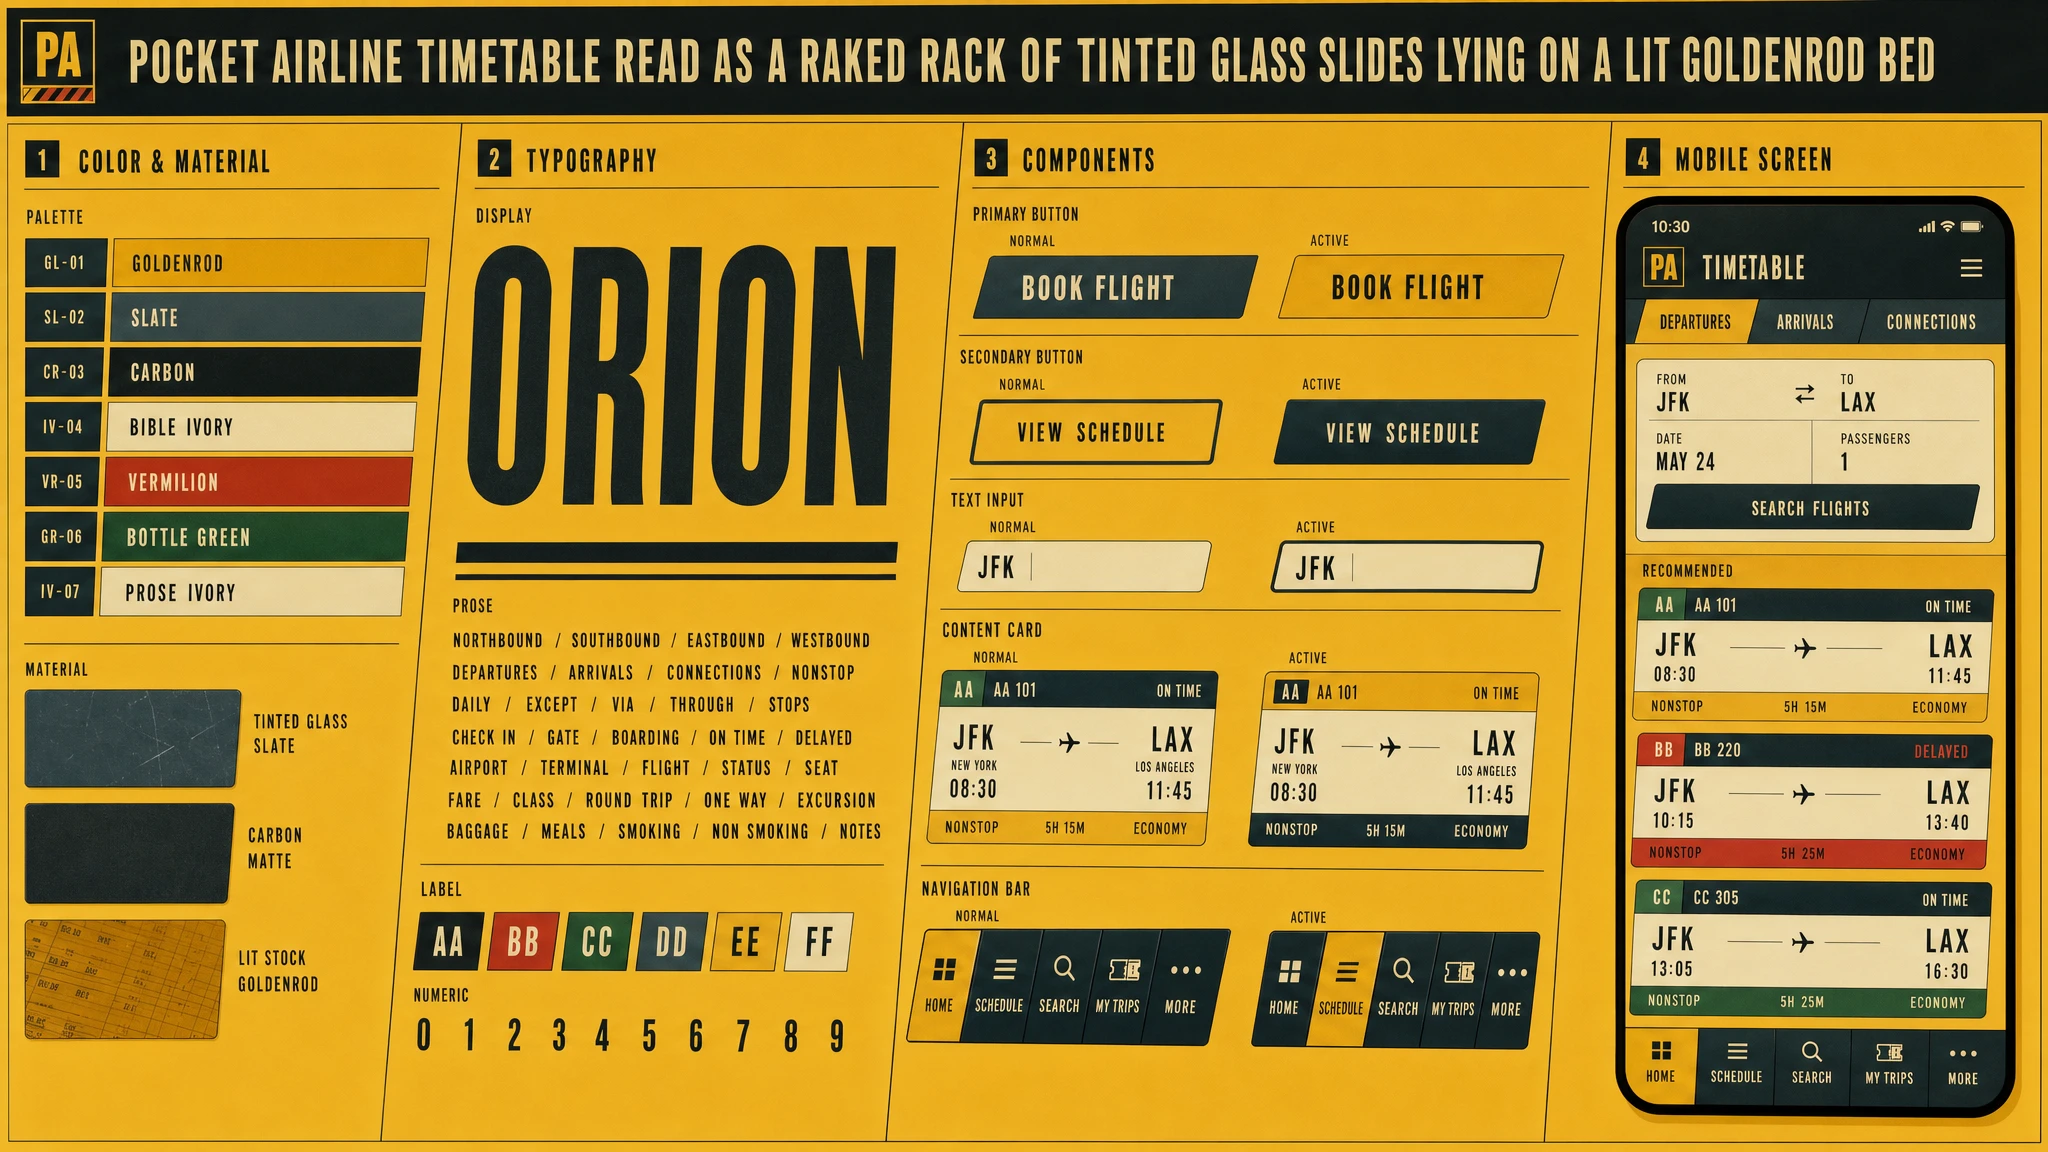 PA
POCKET AIRLINE TIMETABLE READ AS A RAKED RACK OF TINTED GLASS SLIDES LYING ON A LIT GOLDENROD BED
1 COLOR & MATERIAL
PALETTE
GL-01 GOLDENROD
SL-02 SLATE
CR-03 CARBON
IV-04 BIBLE IVORY
VR-05 VERMILION
GR-06 BOTTLE GREEN
IV-07 PROSE IVORY
MATERIAL
TINTED GLASS
SLATE
CARBON
MATTE
LIT STOCK
GOLDENROD
2 TYPOGRAPHY
DISPLAY
ORION
PROSE
NORTHBOUND / SOUTHBOUND / EASTBOUND / WESTBOUND
DEPARTURES / ARRIVALS / CONNECTIONS / NONSTOP
DAILY / EXCEPT / VIA / THROUGH / STOPS
CHECK IN / GATE / BOARDING / ON TIME / DELAYED
AIRPORT / TERMINAL / FLIGHT / STATUS / SEAT
FARE / CLASS / ROUND TRIP / ONE WAY / EXCURSION
BAGGAGE / MEALS / SMOKING / NON SMOKING / NOTES
LABEL
AA BB CC DD EE FF
NUMERIC
0 1 2 3 4 5 6 7 8 9
3 COMPONENTS
PRIMARY BUTTON
NORMAL ACTIVE
BOOK FLIGHT BOOK FLIGHT
SECONDARY BUTTON
NORMAL ACTIVE
VIEW SCHEDULE VIEW SCHEDULE
TEXT INPUT
NORMAL ACTIVE
JFK JFK
CONTENT CARD
NORMAL
AA AA 101 ON TIME
JFK LAX
NEW YORK LOS ANGELES
08:30 11:45
NONSTOP 5H 15M ECONOMY
ACTIVE
AA AA 101 ON TIME
JFK LAX
NEW YORK LOS ANGELES
08:30 11:45
NONSTOP 5H 15M ECONOMY
NAVIGATION BAR
NORMAL
HOME SCHEDULE SEARCH MY TRIPS MORE
ACTIVE
HOME SCHEDULE SEARCH MY TRIPS MORE
4 MOBILE SCREEN
10:30
PA TIMETABLE
DEPARTURES ARRIVALS CONNECTIONS
FROM TO
JFK LAX
DATE PASSENGERS
MAY 24 1
SEARCH FLIGHTS
RECOMMENDED
AA AA 101 ON TIME
JFK LAX
08:30 11:45
NONSTOP 5H 15M ECONOMY
BB BB 220 DELAYED
JFK LAX
10:15 13:40
NONSTOP 5H 25M ECONOMY
CC CC 305 ON TIME
JFK LAX
13:05 16:30
NONSTOP 5H 25M ECONOMY
HOME SCHEDULE SEARCH MY TRIPS MORE